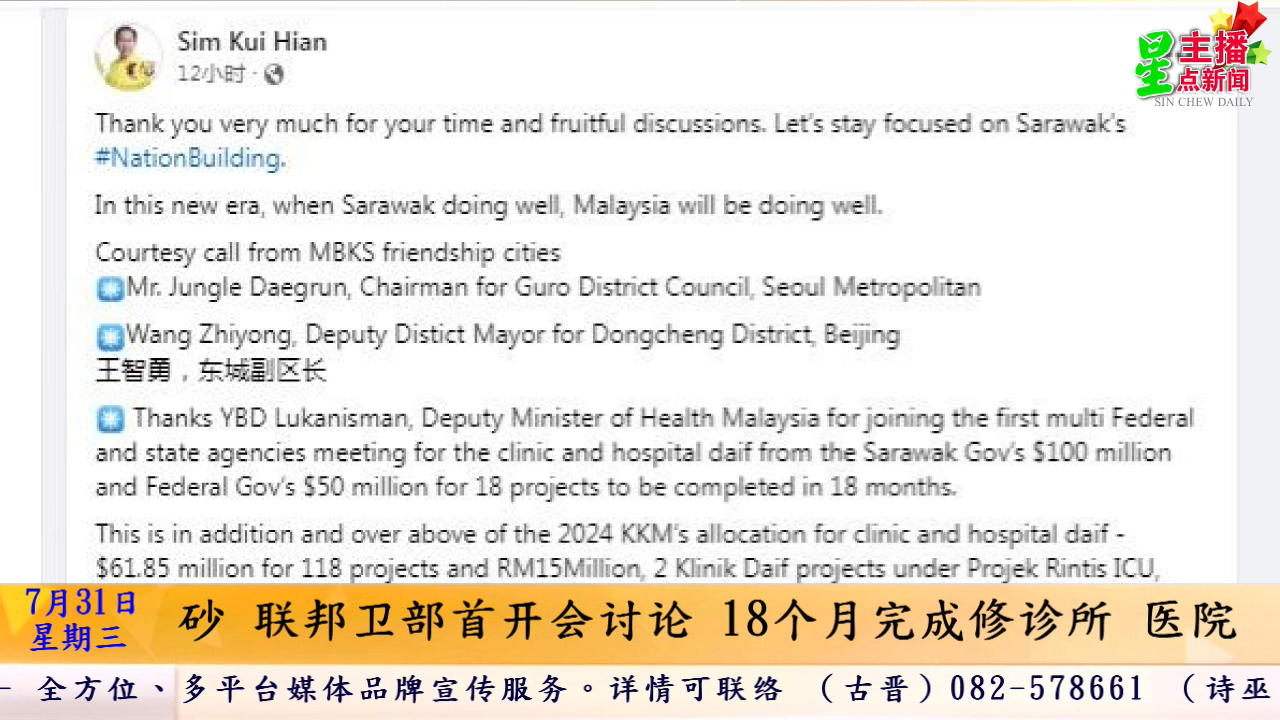 Sim Kui Hian
12小时 ·
星 主播
点新闻
SIN CHEW DAILY
Thank you very much for your time and fruitful discussions. Let's stay focused on Sarawak's
#NationBuilding.
In this new era, when Sarawak doing well, Malaysia will be doing well.
Courtesy call from MBKS friendship cities
Mr. Jungle Daegrun, Chairman for Guro District Council, Seoul Metropolitan
Wang Zhiyong, Deputy Distict Mayor for Dongcheng District, Beijing
王智勇，东城副区长
Thanks YBD Lukanisman, Deputy Minister of Health Malaysia for joining the first multi Federal
and state agencies meeting for the clinic and hospital daif from the Sarawak Gov's $100 million
and Federal Gov's $50 million for 18 projects to be completed in 18 months.
This is in addition and over above of the 2024 KKM's allocation for clinic and hospital daif -
$61.85 million for 118 projects and RM15Million, 2 Klinik Daif projects under Projek Rintis ICU,
7月31日
星期三
砂 联邦卫部首开会讨论 18个月完成修诊所 医院
- 全方位、多平台媒体品牌宣传服务。详情可联络 （古晋）082-578661 （诗巫